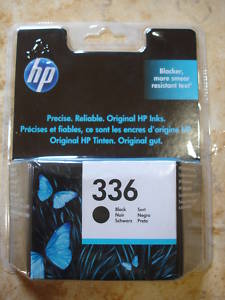 hp
Blacker,
more smear
resistant text*
Precise. Reliable. Original HP Inks.
Précises et fiables, ce sont les encres d'origine HP.
Original HP Tinten. Original gut.
336
Black Sort
Noir Negro
Schwarz Preto